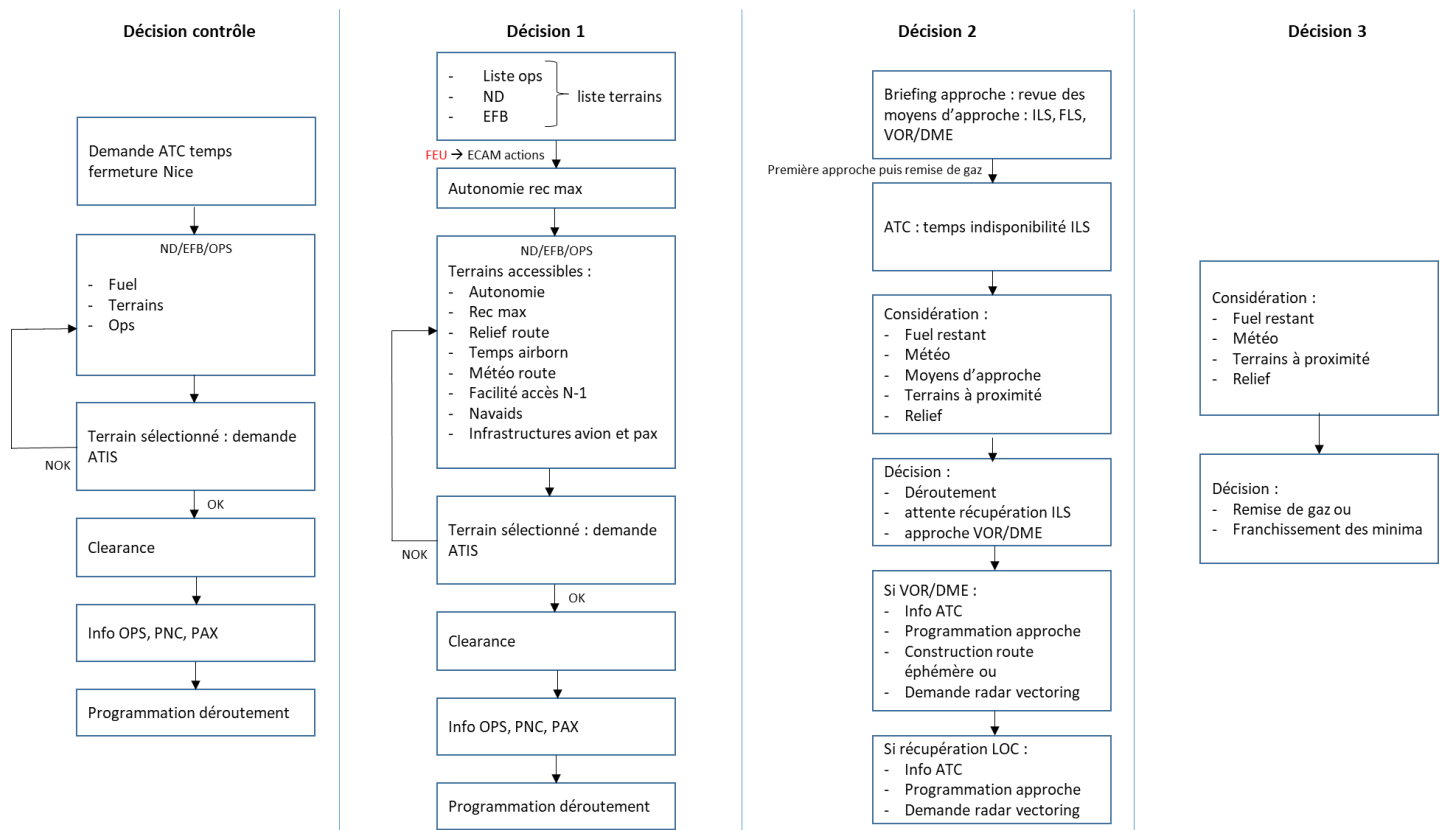 Décision contrôle
Demande ATC temps
fermeture Nice
ND/EFB/OPS
- Fuel
- Terrains
- Ops
Terrain sélectionné : demande
ATIS
NOK
OK
Clearance
Info OPS, PNC, PAX
Programmation déroutement
Décision 1
- Liste ops
- ND
- EFB
liste terrains
FEU → ECAM actions
Autonomie rec max
ND/EFB/OPS
Terrains accessibles :
- Autonomie
- Rec max
- Relief route
- Temps airborn
- Météo route
- Facilité accès N-1
- Navaids
- Infrastructures avion et pax
Terrain sélectionné : demande
ATIS
NOK
OK
Clearance
Info OPS, PNC, PAX
Programmation déroutement
Décision 2
Briefing approche : revue des
moyens d’approche : ILS, FLS,
VOR/DME
Première approche puis remise de gaz
ATC : temps indisponibilité ILS
Considération :
- Fuel restant
- Météo
- Moyens d’approche
- Terrains à proximité
- Relief
Décision :
- Déroutement
- attente récupération ILS
- approche VOR/DME
Si VOR/DME :
- Info ATC
- Programmation approche
- Construction route
éphémère ou
- Demande radar vectoring
Si récupération LOC :
- Info ATC
- Programmation approche
- Demande radar vectoring
Décision 3
Considération :
- Fuel restant
- Météo
- Terrains à proximité
- Relief
Décision :
- Remise de gaz ou
- Franchissement des minima